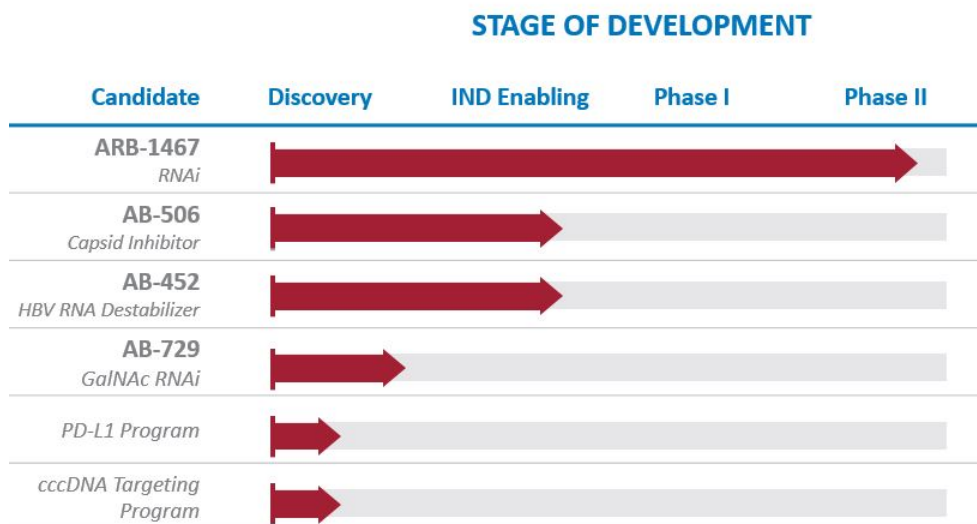 STAGE OF DEVELOPMENT
Candidate Discovery IND Enabling Phase I Phase II
ARB-1467
RNAi
AB-506
Capsid Inhibitor
AB-452
HBV RNA Destabilizer
AB-729
GalNAc RNAi
PD-L1 Program
cccDNA Targeting
Program